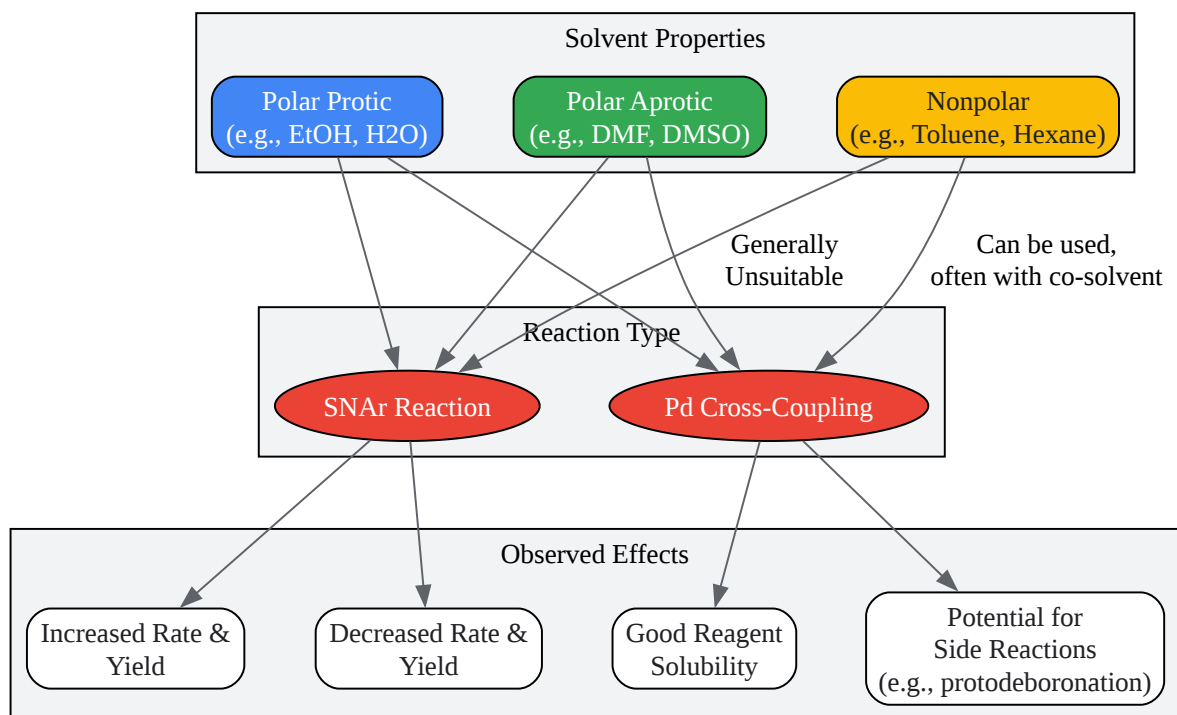 Solvent Properties
Polar Protic
(e.g., EtOH, H2O)
Polar Aprotic
(e.g., DMF, DMSO)
Nonpolar
(e.g., Toluene, Hexane)
Generally
Unsuitable
Can be used,
often with co-solvent
Reaction Type
SNAr Reaction
Pd Cross-Coupling
Observed Effects
Increased Rate &
Yield
Decreased Rate &
Yield
Good Reagent
Solubility
Potential for
Side Reactions
(e.g., protodeboronation)